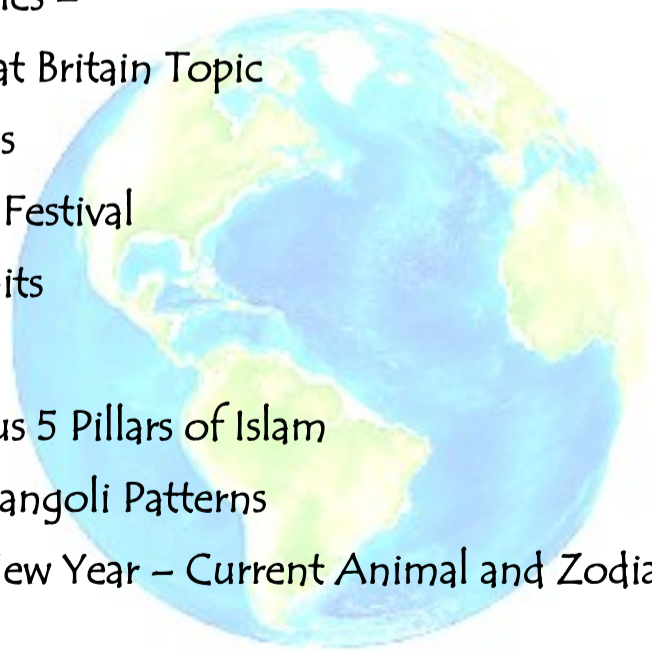 at Britain Topic
s
Festival
its
us 5 Pillars of Islam
angoli Patterns
ew Year – Current Animal and Zodia